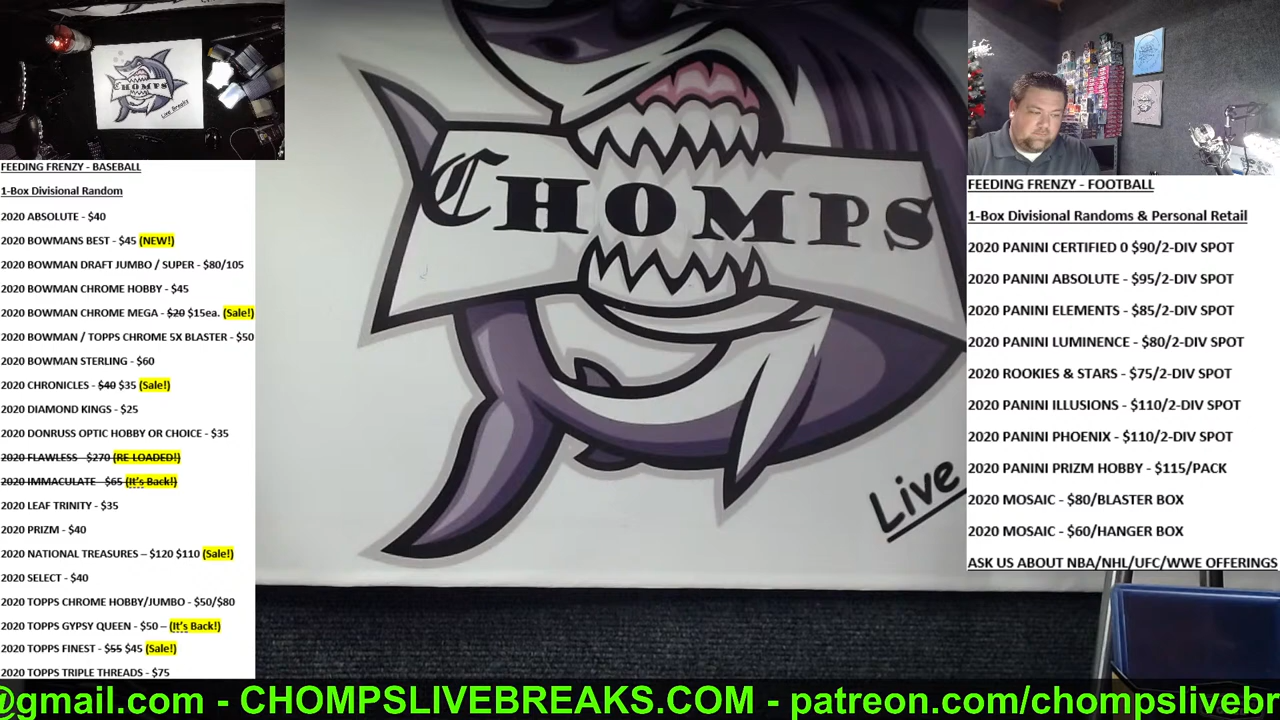 CHOMPS
Live Breaks
FEEDING FRENZY - BASEBALL
1-Box Divisional Random
2020 ABSOLUTE - $40
2020 BOWMANS BEST - $45 (NEW!)
2020 BOWMAN DRAFT JUMBO / SUPER - $80/105
2020 BOWMAN CHROME HOBBY - $45
2020 BOWMAN CHROME MEGA - $20 $15ea. (Sale!)
2020 BOWMAN / TOPPS CHROME 5X BLASTER - $50
2020 BOWMAN STERLING - $60
2020 CHRONICLES - $40 $35 (Sale!)
2020 DIAMOND KINGS - $25
2020 DONRUSS OPTIC HOBBY OR CHOICE - $35
2020 FLAWLESS - $270 (RE LOADED!)
2020 IMMACULATE - $65 (It's Back!)
2020 LEAF TRINITY - $35
2020 PRIZM - $40
2020 NATIONAL TREASURES – $120 $110 (Sale!)
2020 SELECT - $40
2020 TOPPS CHROME HOBBY/JUMBO - $50/$80
2020 TOPPS GYPSY QUEEN - $50 – (It's Back!)
2020 TOPPS FINEST - $55 $45 (Sale!)
2020 TOPPS TRIPLE THREADS - $75
CHOMPS
Live
FEEDING FRENZY - FOOTBALL
1-Box Divisional Randoms & Personal Retail
2020 PANINI CERTIFIED 0 $90/2-DIV SPOT
2020 PANINI ABSOLUTE - $95/2-DIV SPOT
2020 PANINI ELEMENTS - $85/2-DIV SPOT
2020 PANINI LUMINENCE - $80/2-DIV SPOT
2020 ROOKIES & STARS - $75/2-DIV SPOT
2020 PANINI ILLUSIONS - $110/2-DIV SPOT
2020 PANINI PHOENIX - $110/2-DIV SPOT
2020 PANINI PRIZM HOBBY - $115/PACK
2020 MOSAIC - $80/BLASTER BOX
2020 MOSAIC - $60/HANGER BOX
ASK US ABOUT NBA/NHL/UFC/WWE OFFERINGS
@gmail.com - CHOMPSLIVEBREAKS.COM - patreon.com/chompslivebr